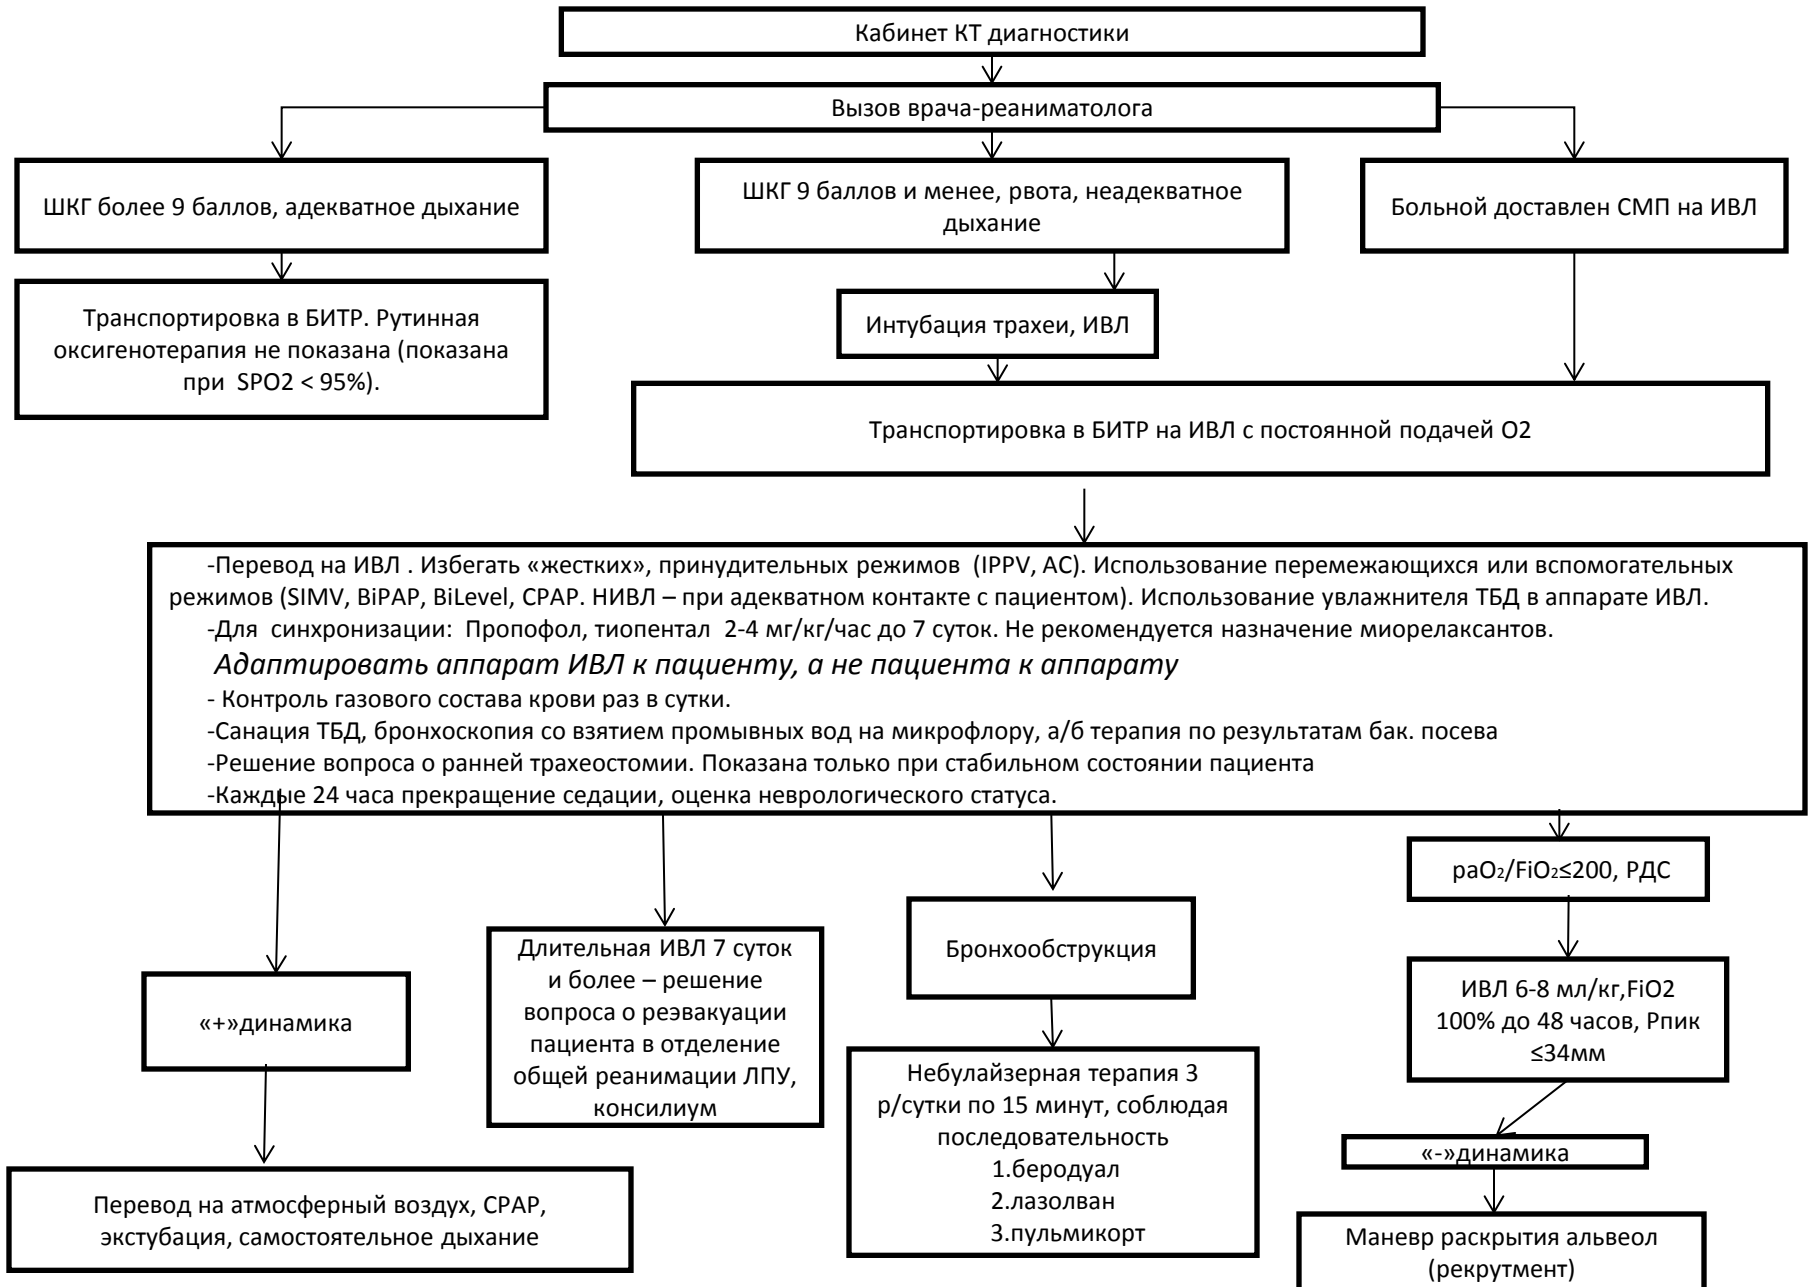 Кабинет КТ диагностики
Вызов врача-реаниматолога
ШКГ более 9 баллов, адекватное дыхание
ШКГ 9 баллов и менее, рвота, неадекватное
дыхание
Больной доставлен СМП на ИВЛ
Транспортировка в БИТР. Рутинная
оксигенотерапия не показана (показана
при SPO2 < 95%).
Интубация трахеи, ИВЛ
Транспортировка в БИТР на ИВЛ с постоянной подачей О2
-Перевод на ИВЛ . Избегать «жестких», принудительных режимов (IPPV, AC). Использование перемежающихся или вспомогательных
режимов (SIMV, BiPAP, BiLevel, CPAP. НИВЛ – при адекватном контакте с пациентом). Использование увлажнителя ТБД в аппарате ИВЛ.
-Для синхронизации: Пропофол, тиопентал 2-4 мг/кг/час до 7 суток. Не рекомендуется назначение миорелаксантов.
Адаптировать аппарат ИВЛ к пациенту, а не пациента к аппарату
- Контроль газового состава крови раз в сутки.
-Санация ТБД, бронхоскопия со взятием промывных вод на микрофлору, а/б терапия по результатам бак. посева
-Решение вопроса о ранней трахеостомии. Показана только при стабильном состоянии пациента
-Каждые 24 часа прекращение седации, оценка неврологического статуса.
«+»динамика
Перевод на атмосферный воздух, CPAP,
экстубация, самостоятельное дыхание
Длительная ИВЛ 7 суток
и более – решение
вопроса о реэвакуации
пациента в отделение
общей реанимации ЛПУ,
консилиум
Бронхообструкция
Небулайзерная терапия 3
р/сутки по 15 минут, соблюдая
последовательность
1.беродуал
2.лазолван
3.пульмикорт
paO2/FiO2≤200, РДС
ИВЛ 6-8 мл/кг,FiO2
100% до 48 часов, Рпик
≤34мм
«-»динамика
Маневр раскрытия альвеол
(рекрутмент)